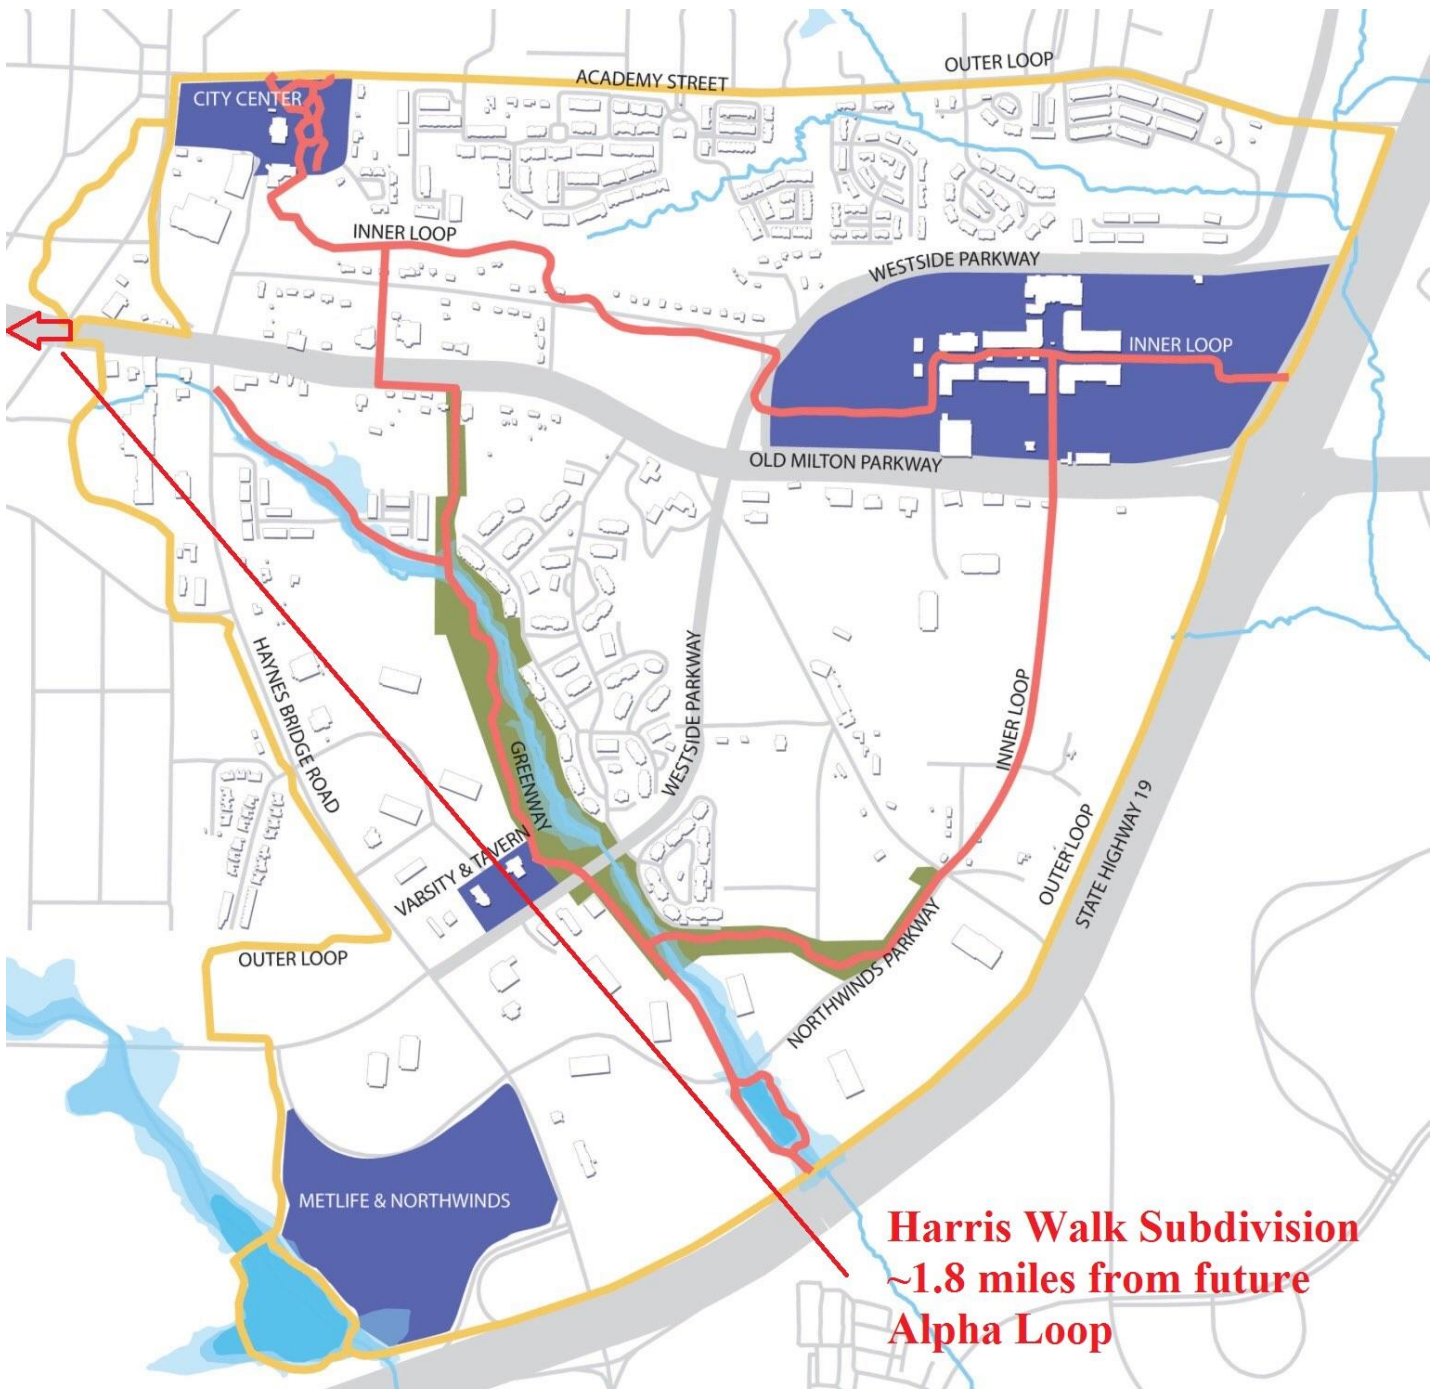 OUTER LOOP
ACADEMY STREET
CITY CENTER
INNER LOOP
WESTSIDE PARKWAY
INNER LOOP
OLD MILTON PARKWAY
HAYNES BRIDGE ROAD
WESTSIDE PARKWAY
INNER LOOP
GREENWAY
VARSITY & TAVERN
OUTER LOOP
STATE HIGHWAY 19
OUTER LOOP
NORTHWINDS PARKWAY
METLIFE & NORTHWINDS
Harris Walk Subdivision
~1.8 miles from future
Alpha Loop